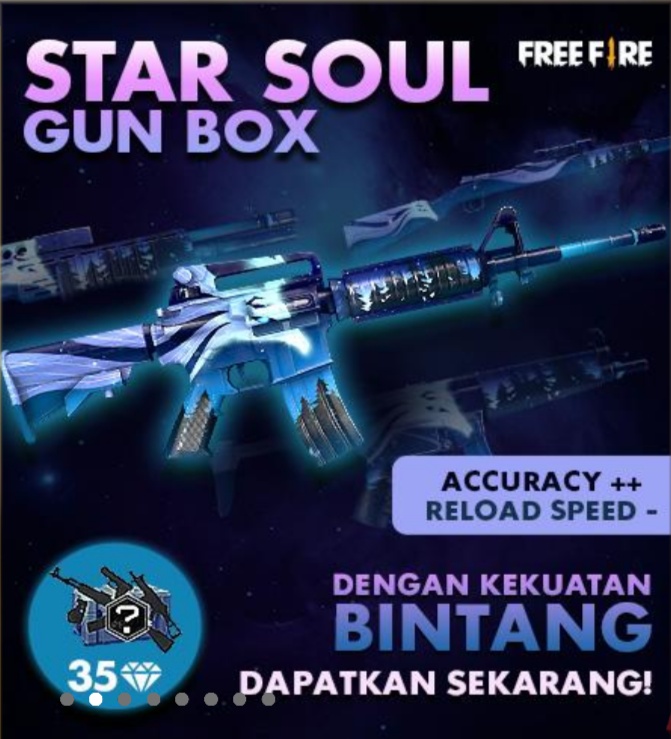 STAR SOUL
GUN BOX
FREE FIRE
ACCURACY ++
RELOAD SPEED -
?
35
DENGAN KEKUATAN
BINTANG
DAPATKAN SEKARANG!